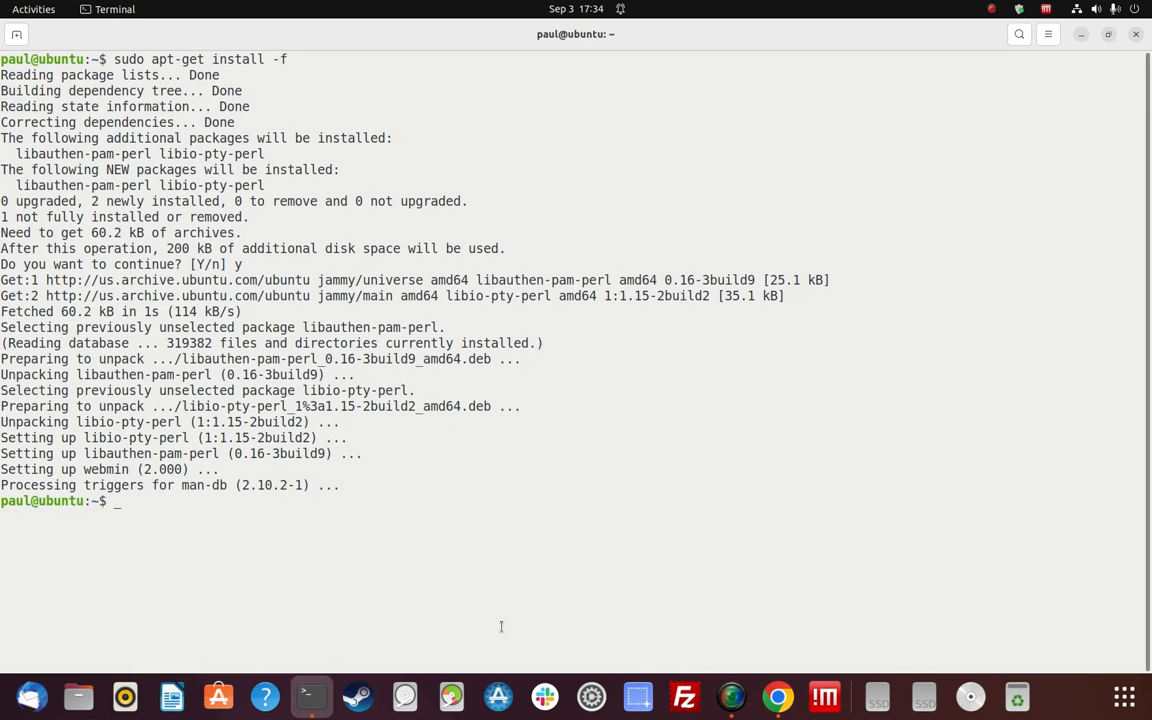 Activities
Terminal
Sep 3 17:34
paul@ubuntu: ~
paul@ubuntu:~$ sudo apt-get install -f
Reading package lists... Done
Building dependency tree... Done
Reading state information... Done
Correcting dependencies... Done
The following additional packages will be installed:
  libauthen-pam-perl libio-pty-perl
The following NEW packages will be installed:
  libauthen-pam-perl libio-pty-perl
0 upgraded, 2 newly installed, 0 to remove and 0 not upgraded.
1 not fully installed or removed.
Need to get 60.2 kB of archives.
After this operation, 200 kB of additional disk space will be used.
Do you want to continue? [Y/n] y
Get:1 http://us.archive.ubuntu.com/ubuntu jammy/universe amd64 libauthen-pam-perl amd64 0.16-3build9 [25.1 kB]
Get:2 http://us.archive.ubuntu.com/ubuntu jammy/main amd64 libio-pty-perl amd64 1:1.15-2build2 [35.1 kB]
Fetched 60.2 kB in 1s (114 kB/s)
Selecting previously unselected package libauthen-pam-perl.
(Reading database ... 319382 files and directories currently installed.)
Preparing to unpack .../libauthen-pam-perl_0.16-3build9_amd64.deb ...
Unpacking libauthen-pam-perl (0.16-3build9) ...
Selecting previously unselected package libio-pty-perl.
Preparing to unpack .../libio-pty-perl_1%3a1.15-2build2_amd64.deb ...
Unpacking libio-pty-perl (1:1.15-2build2) ...
Setting up libio-pty-perl (1:1.15-2build2) ...
Setting up libauthen-pam-perl (0.16-3build9) ...
Setting up webmin (2.000) ...
Processing triggers for man-db (2.10.2-1) ...
paul@ubuntu:~$ _
>_
?
Fz
!M
SSD
SSD